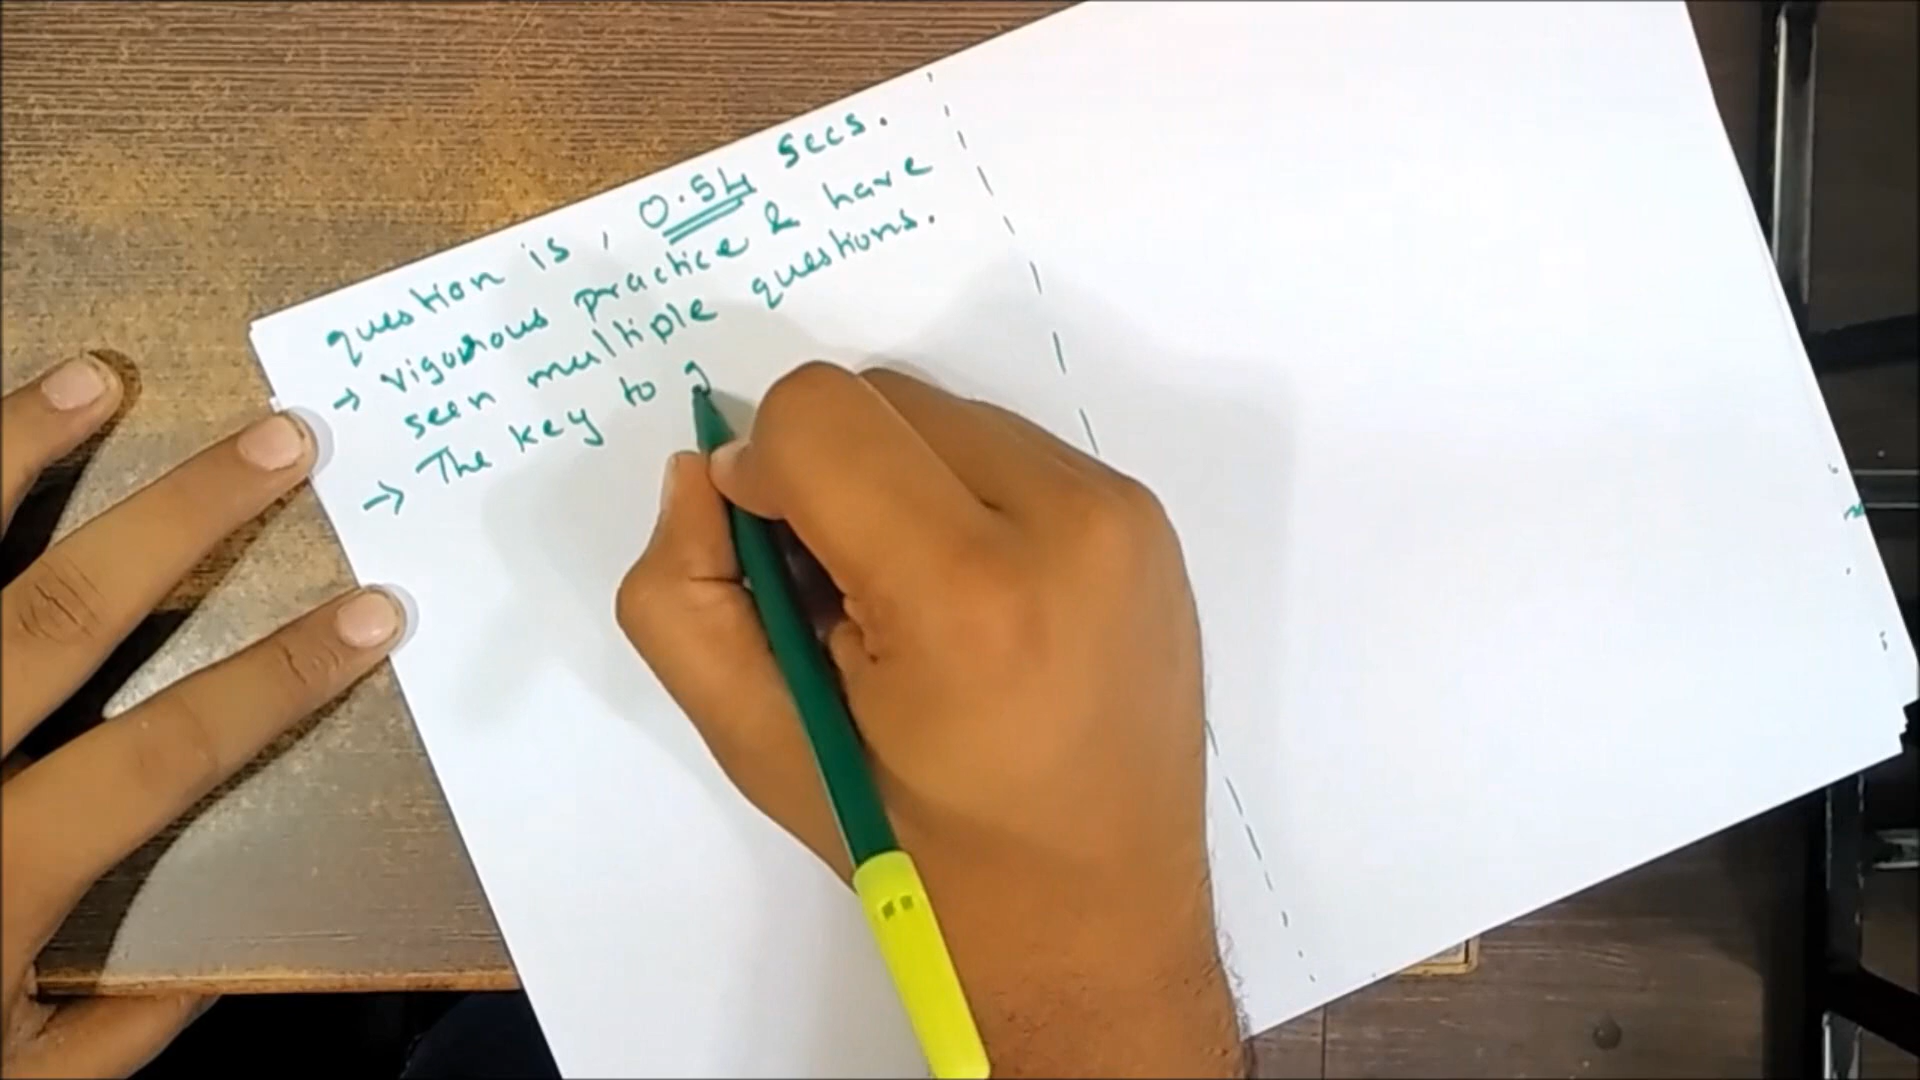 question is, 0.54 secs.
→ vigorous practice & have
seen multiple questions.
→ The key to g